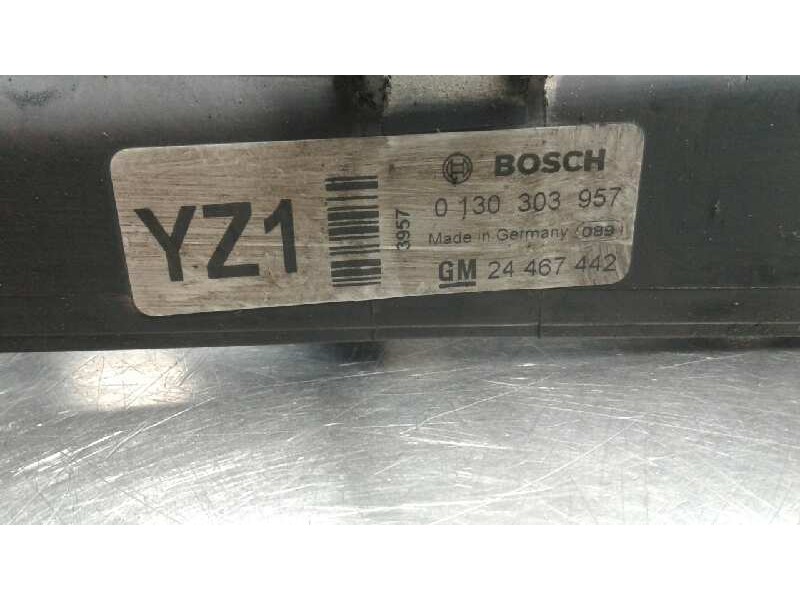 YZ1
3957
BOSCH
0 130 303 957
Made in Germany 089
GM 24 467 442